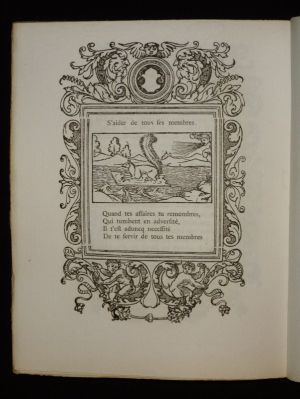 S'aider de tous ses membres.
Quand tes affaires tu remembres,
Qui tumbent en adversité,
Il t'est adoncq necessité
De te servir de tous tes membres